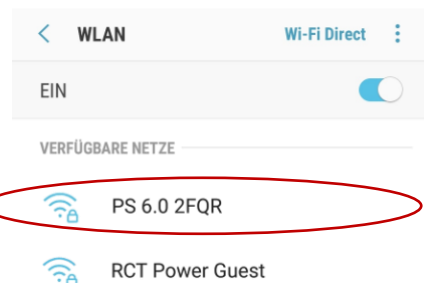 WLAN Wi-Fi Direct
EIN
VERFÜGBARE NETZE
PS 6.0 2FQR
RCT Power Guest